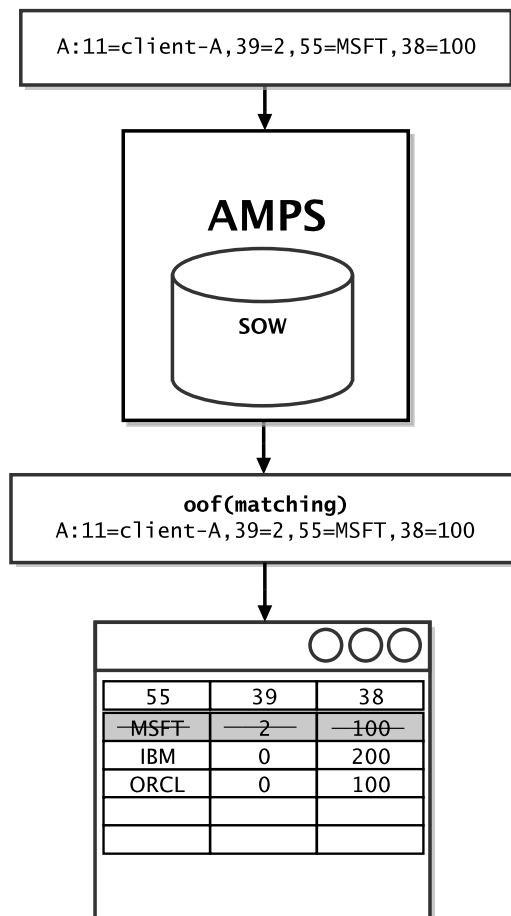 A:11=client-A,39=2,55=MSFT,38=100
AMPS
SOW
oof(matching)
A:11=client-A,39=2,55=MSFT,38=100
55 39 38
MSFT 2 100
IBM 0 200
ORCL 0 100